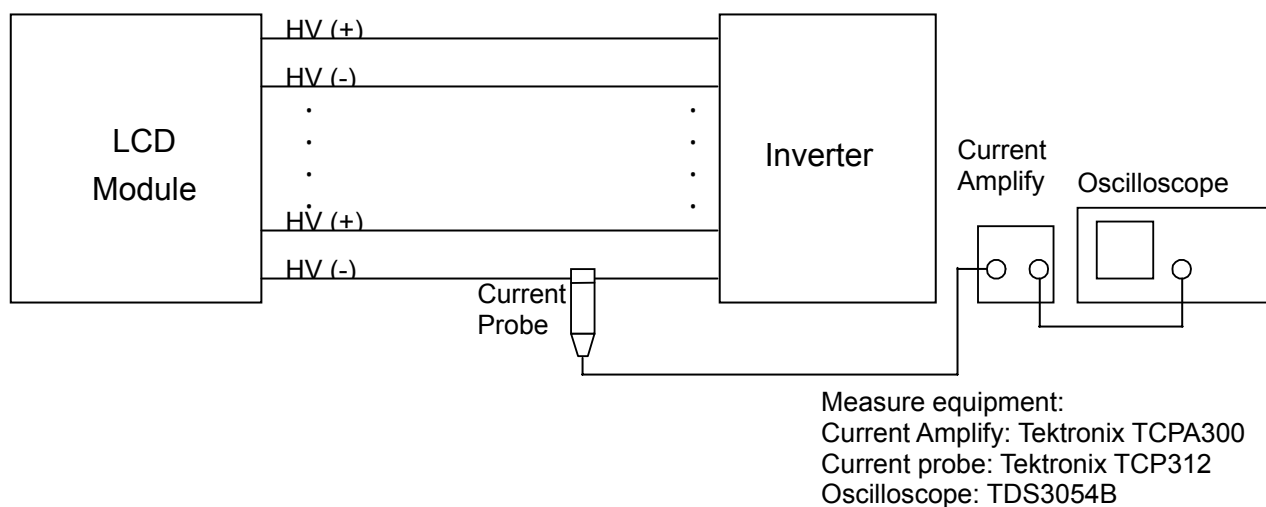 HV (+)
HV (-)
LCD
Module
Inverter
HV (+)
HV (-)
Current
Probe
Current
Amplify
Oscilloscope
Measure equipment:
Current Amplify: Tektronix TCPA300
Current probe: Tektronix TCP312
Oscilloscope: TDS3054B